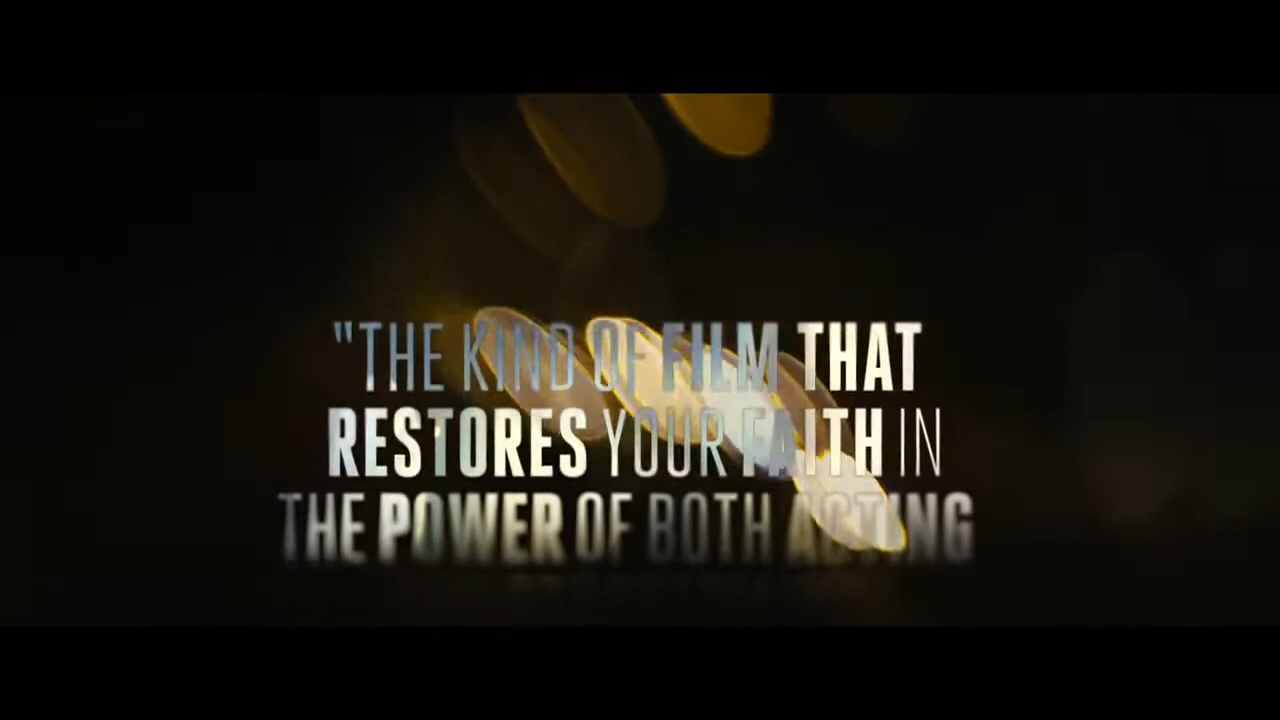 "THE KIND OF FILM THAT
RESTORES YOUR FAITH IN
THE POWER OF BOTH ACTING